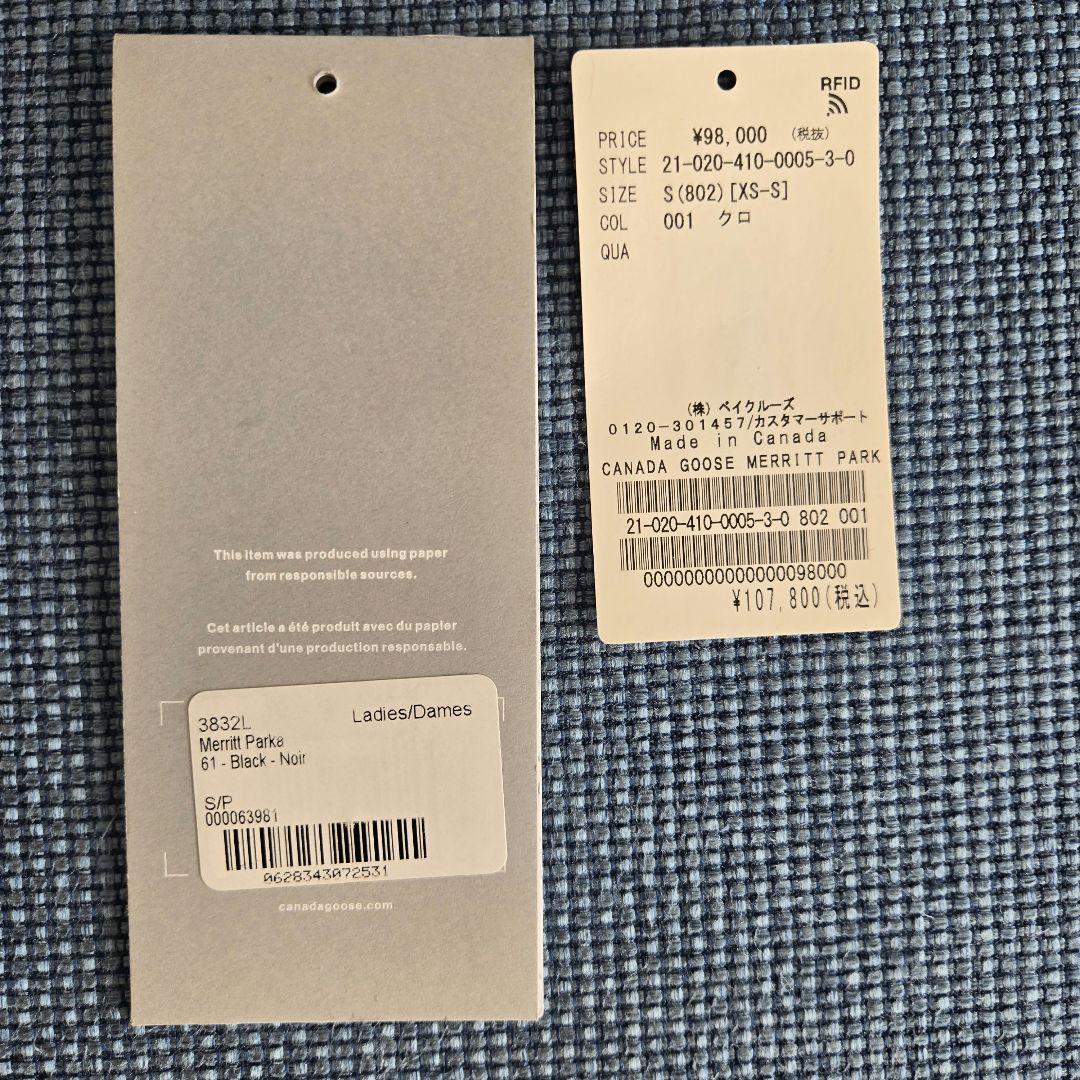 This item was produced using paper
from responsible sources.
Cet article a été produit avec du papier
provenant d'une production responsable.
3832L Ladies/Dames
Merritt Parka
61 - Black - Noir
S/P
000063981
0628343072531
canadagoose.com
RFID
PRICE ¥98,000 (税抜)
STYLE 21-020-410-0005-3-0
SIZE S(802)[XS-S]
COL 001 クロ
QUA
(株) ベイクルーズ
0120-301457/カスタマーサポート
Made in Canada
CANADA GOOSE MERRITT PARK
21-020-410-0005-3-0 802 001
00000000000000098000
¥107,800(税込)